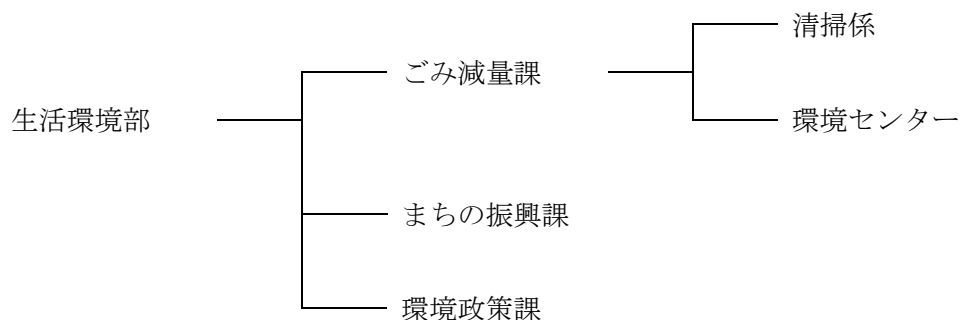 清掃係
ごみ減量課
生活環境部
環境センター
まちの振興課
環境政策課